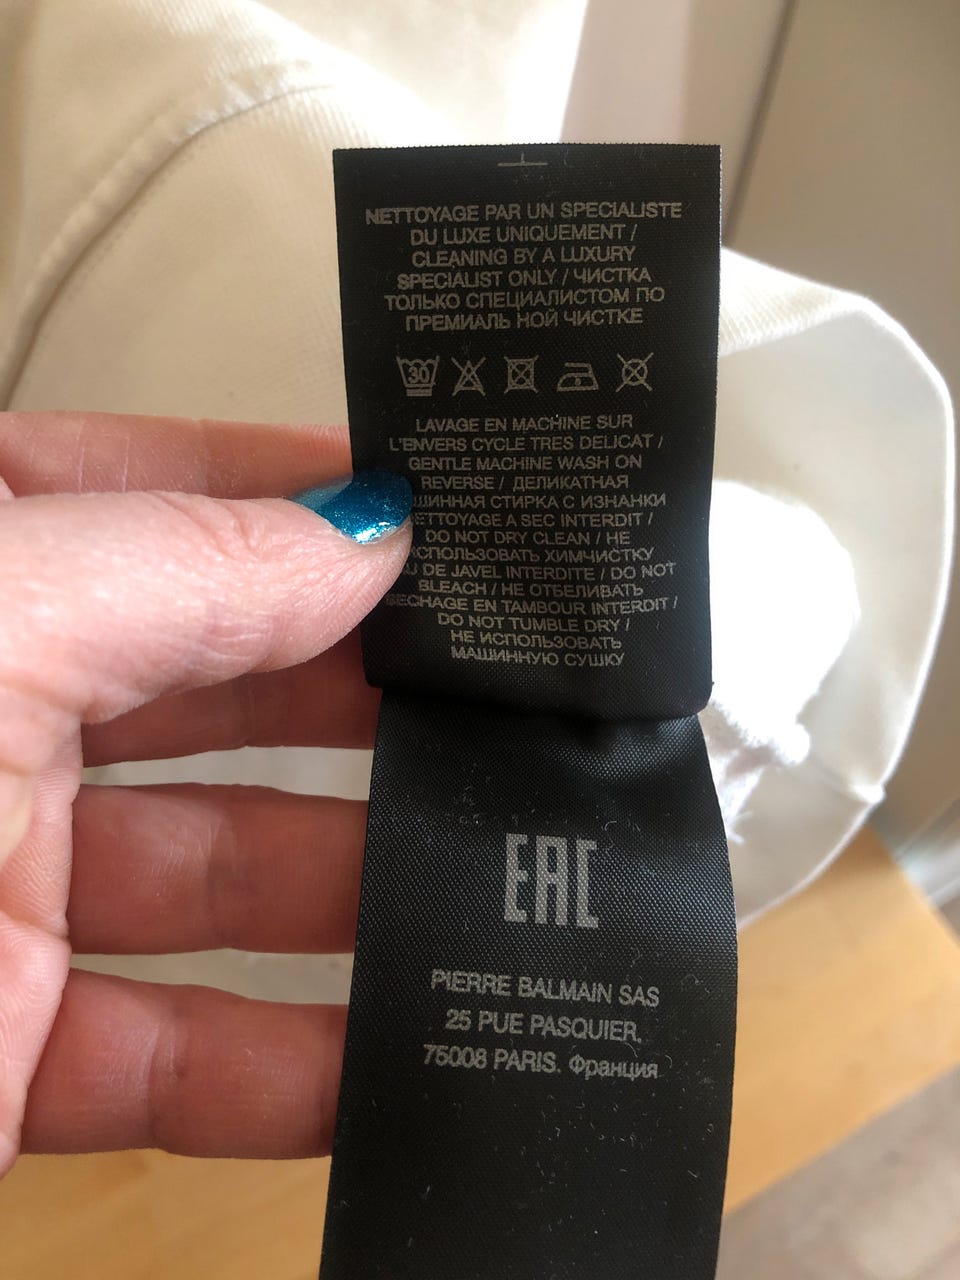 NETTOYAGE PAR UN SPECIALISTE
DU LUXE UNIQUEMENT /
CLEANING BY A LUXURY
SPECIALIST ONLY / ЧИСТКА
ТОЛЬКО СПЕЦИАЛИСТОМ ПО
ПРЕМИАЛЬ НОЙ ЧИСТКЕ
30
LAVAGE EN MACHINE SUR
L'ENVERS CYCLE TRES DELICAT /
GENTLE MACHINE WASH ON
REVERSE / ДЕЛИКАТНАЯ
ШИННАЯ СТИРКА С ИЗНАНКИ
ETTOYAGE A SEC INTERDIT /
DO NOT DRY CLEAN / НЕ
СПОЛЬЗОВАТЬ ХИМЧИСТКУ
U DE JAVEL INTERDITE / DO NOT
BLEACH / НЕ ОТБЕЛИВАТЬ
SECHAGE EN TAMBOUR INTERDIT /
DO NOT TUMBLE DRY /
НЕ ИСПОЛЬЗОВАТЬ
МАШИННУЮ СУШКУ
EAC
PIERRE BALMAIN SAS
25 PUE PASQUIER,
75008 PARIS. Франция